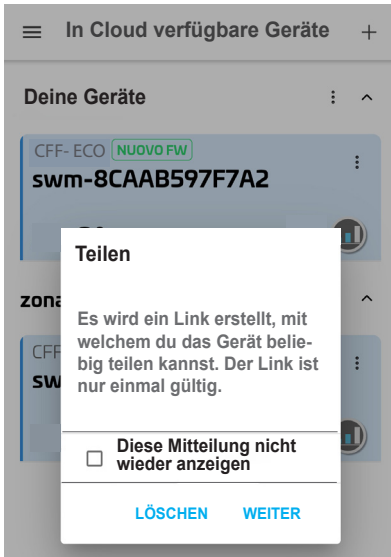 In Cloud verfügbare Geräte
Deine Geräte
CFF- ECO NUOVO FW
swm-8CAAB597F7A2
Teilen
zona
Es wird ein Link erstellt, mit
welchem du das Gerät belie-
big teilen kannst. Der Link ist
nur einmal gültig.
CFF
sw
Diese Mitteilung nicht
wieder anzeigen
LÖSCHEN WEITER